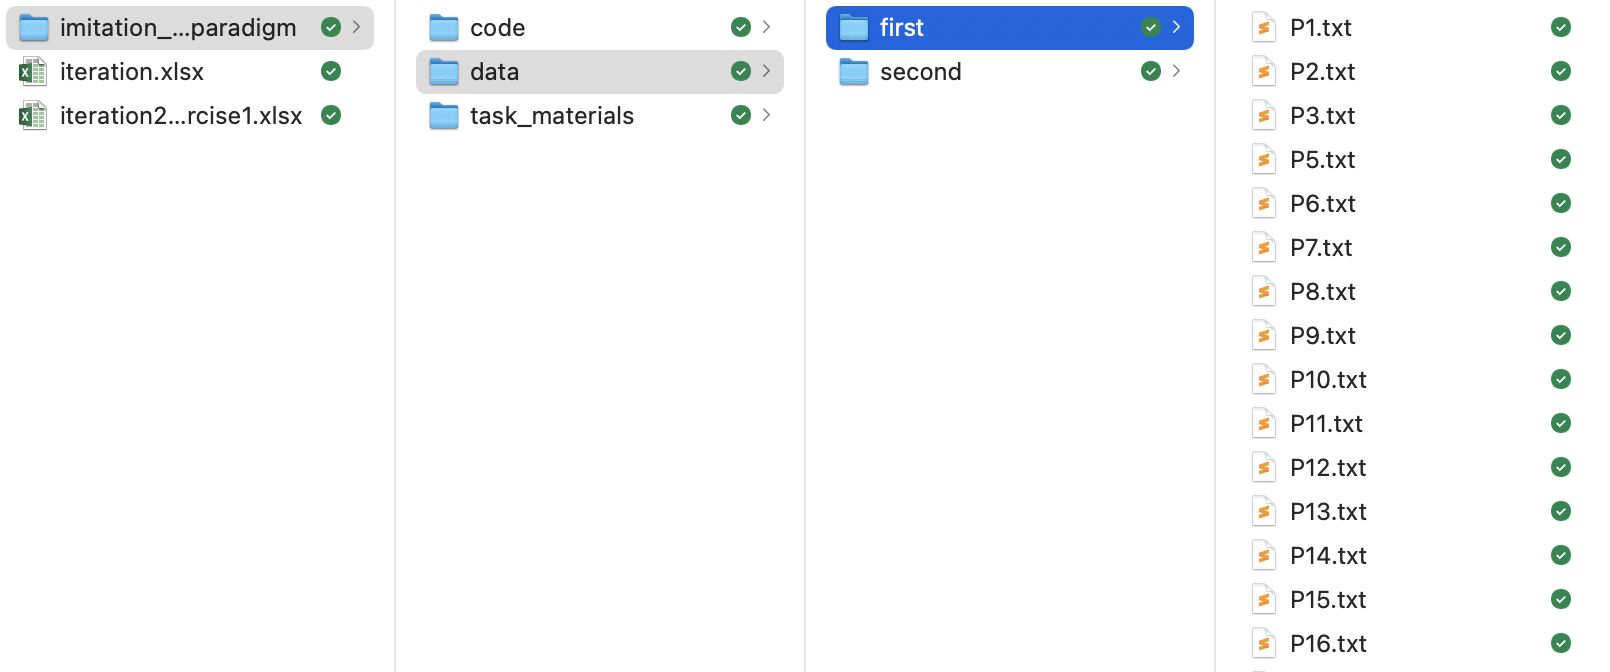 imitation_...paradigm
iteration.xlsx
iteration2...rcise1.xlsx
code
data
task_materials
first
second
P1.txt
P2.txt
P3.txt
P5.txt
P6.txt
P7.txt
P8.txt
P9.txt
P10.txt
P11.txt
P12.txt
P13.txt
P14.txt
P15.txt
P16.txt